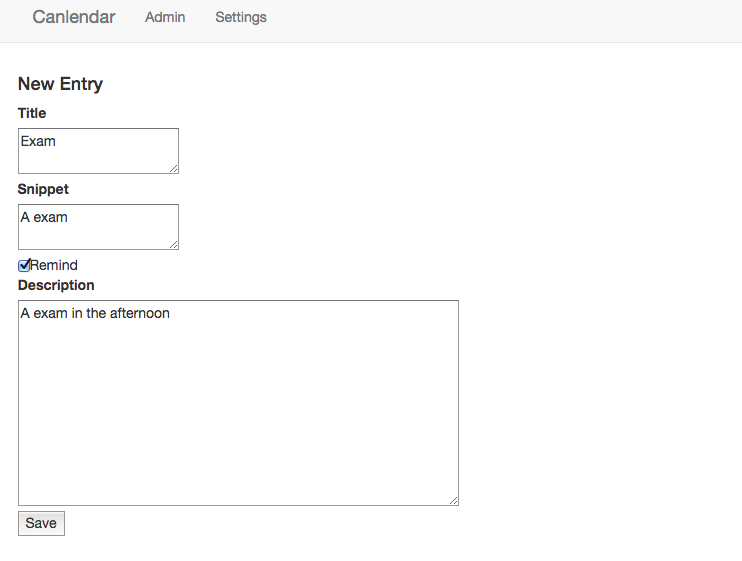 Canlendar Admin Settings
New Entry
Title
Exam
Snippet
A exam
Remind
Description
A exam in the afternoon
Save